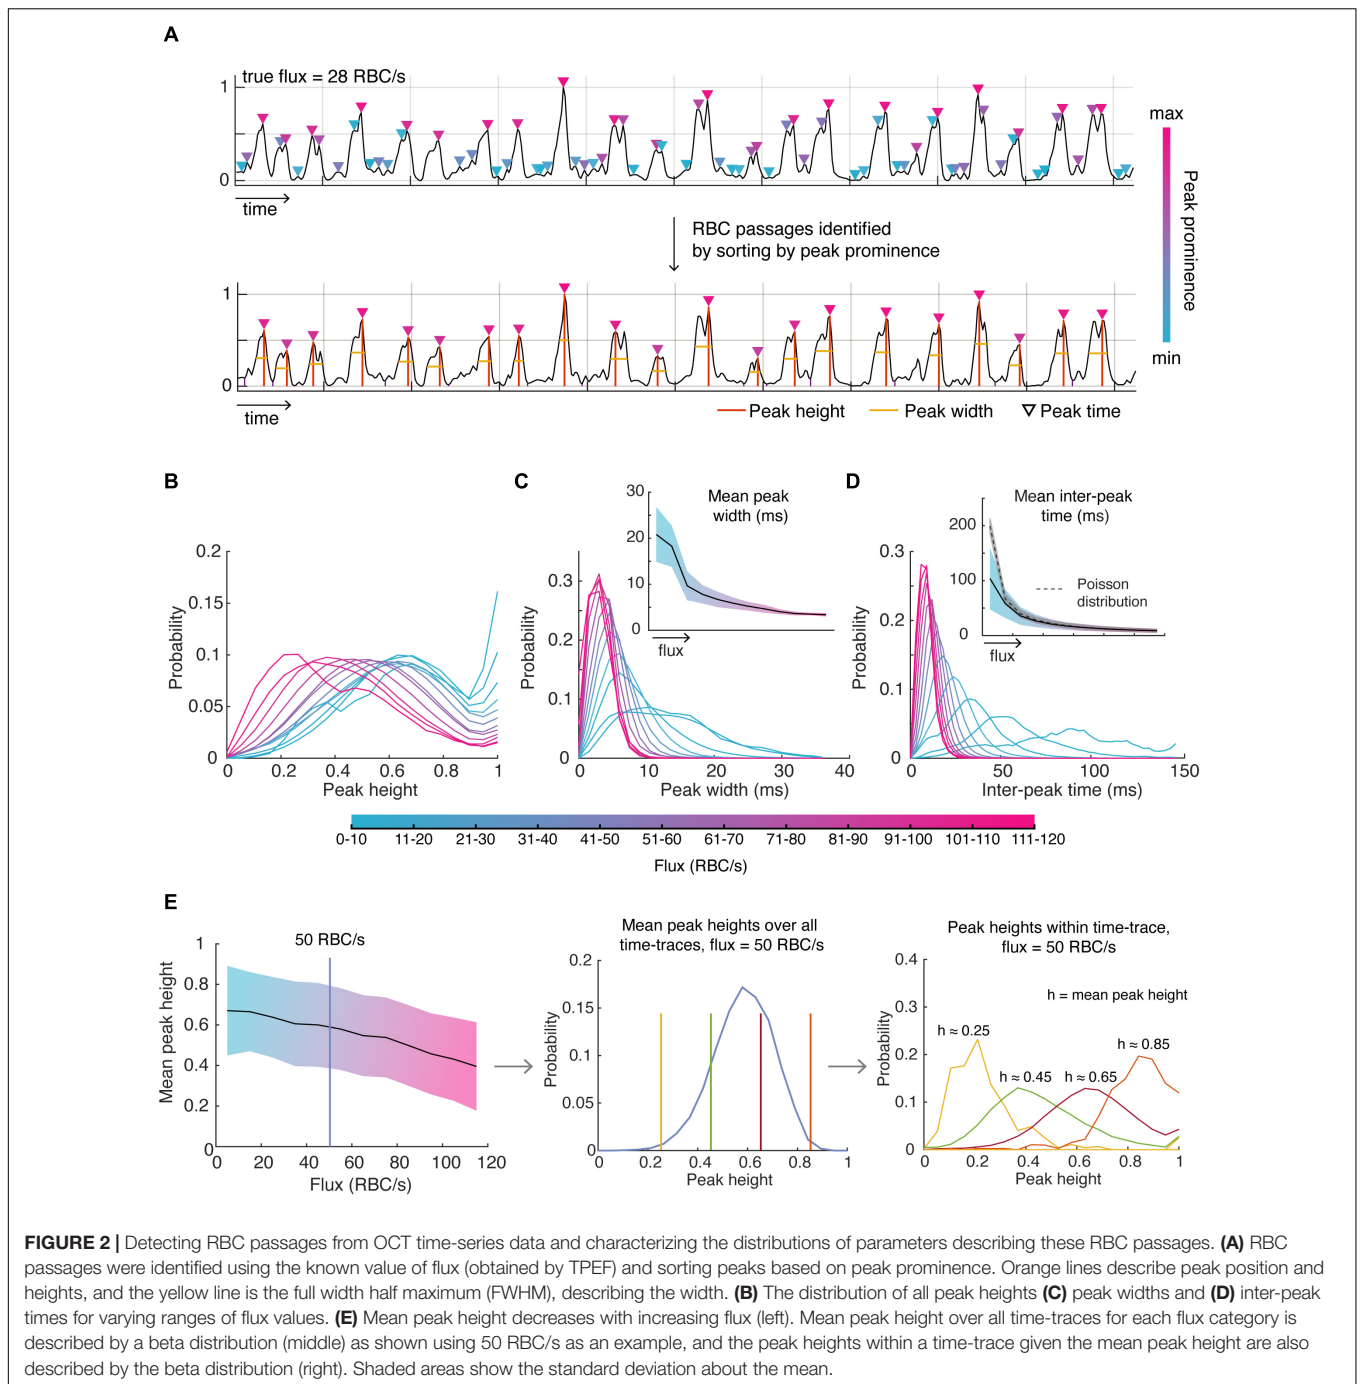 A
true flux = 28 RBC/s
1
0
time
max
Peak prominence
min
RBC passages identified
by sorting by peak prominence
1
0
time
Peak height
Peak width
Peak time
B
0.2
0.15
0.1
0.05
0
Probability
0
0.2
0.4
0.6
0.8
1
Peak height
C
30
20
10
0
Mean peak
width (ms)
flux
0.3
0.2
0.1
0
Probability
0
10
20
30
40
Peak width (ms)
D
200
100
0
Mean inter-peak
time (ms)
Poisson
distribution
flux
0.3
0.2
0.1
0
Probability
0
50
100
150
Inter-peak time (ms)
0-10
11-20
21-30
31-40
41-50
51-60
61-70
71-80
81-90
91-100
101-110
111-120
Flux (RBC/s)
E
50 RBC/s
1
0.8
0.6
0.4
0.2
0
Mean peak height
0
20
40
60
80
100
120
Flux (RBC/s)
Mean peak heights over all
time-traces, flux = 50 RBC/s
0.2
0.15
0.1
0.05
0
Probability
0
0.2
0.4
0.6
0.8
1
Peak height
Peak heights within time-trace,
flux = 50 RBC/s
h = mean peak height
h ≈ 0.25
h ≈ 0.45
h ≈ 0.65
h ≈ 0.85
0.4
0.3
0.2
0.1
0
Probability
0
0.2
0.4
0.6
0.8
1
Peak height
FIGURE 2 | Detecting RBC passages from OCT time-series data and characterizing the distributions of parameters describing these RBC passages. (A) RBC
passages were identified using the known value of flux (obtained by TPEF) and sorting peaks based on peak prominence. Orange lines describe peak position and
heights, and the yellow line is the full width half maximum (FWHM), describing the width. (B) The distribution of all peak heights (C) peak widths and (D) inter-peak
times for varying ranges of flux values. (E) Mean peak height decreases with increasing flux (left). Mean peak height over all time-traces for each flux category is
described by a beta distribution (middle) as shown using 50 RBC/s as an example, and the peak heights within a time-trace given the mean peak height are also
described by the beta distribution (right). Shaded areas show the standard deviation about the mean.